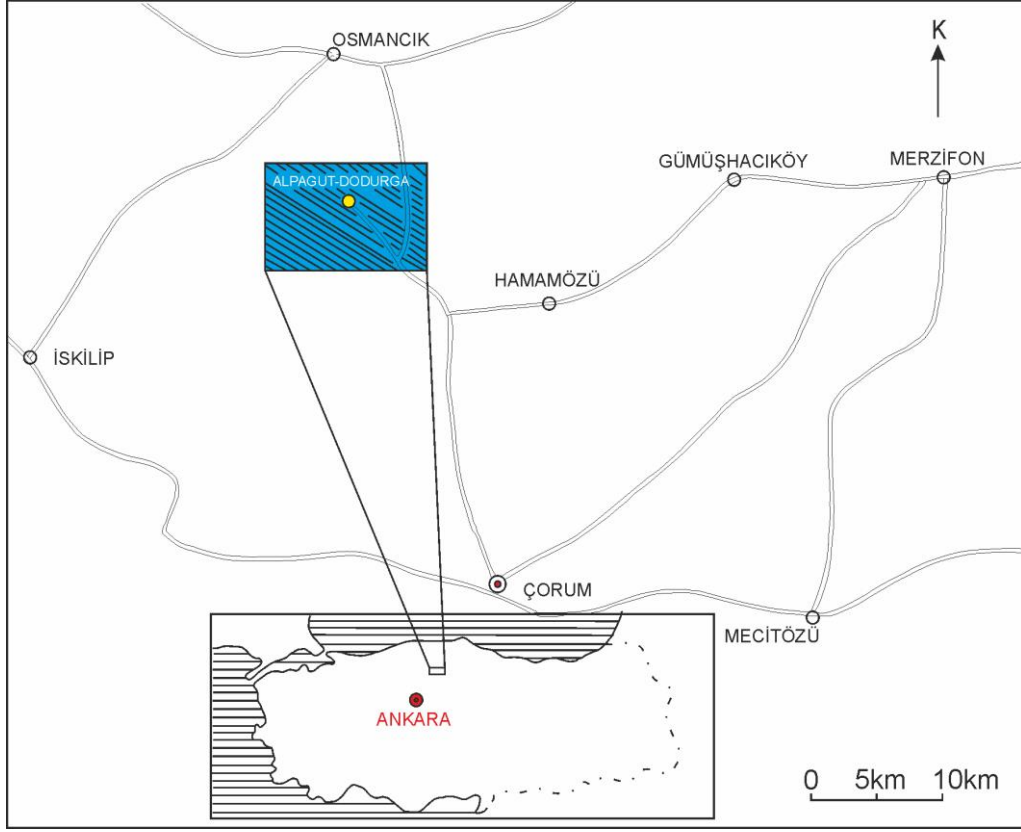 OSMANCIK
K
GÜMÜŞHACIKÖY
MERZİFON
ALPAGUT-DODURGA
HAMAMÖZÜ
İSKİLİP
ÇORUM
MECİTÖZÜ
ANKARA
0 5km 10km